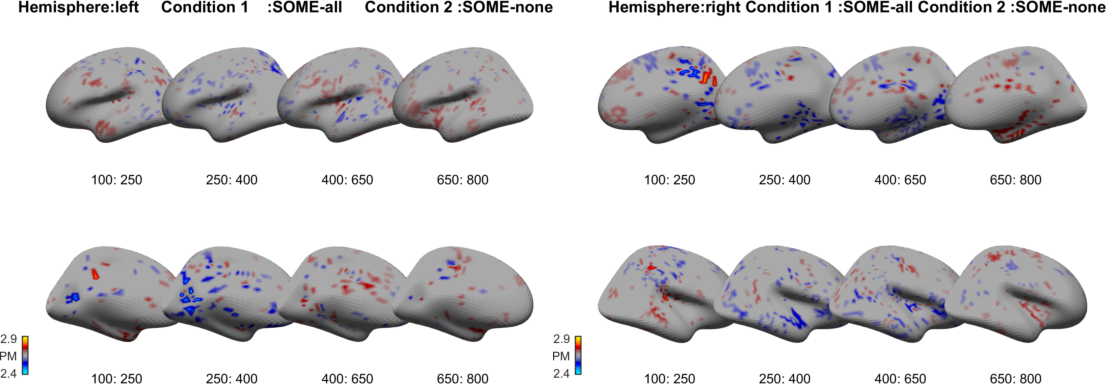 Hemisphere:left Condition 1 :SOME-all Condition 2 :SOME-none
Hemisphere:right Condition 1 :SOME-all Condition 2 :SOME-none
100: 250 250: 400 400: 650 650: 800
100: 250 250: 400 400: 650 650: 800
2.9
PM
2.4
100: 250 250: 400 400: 650 650: 800
2.9
PM
2.4
100: 250 250: 400 400: 650 650: 800